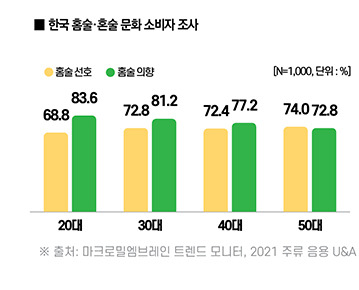 ■ 한국 홈술·혼술 문화 소비자 조사
홈술 선호 홈술 의향 [N=1,000, 단위 : %]
68.8 83.6 72.8 81.2 72.4 77.2 74.0 72.8
20대 30대 40대 50대
※ 출처: 마크로밀엠브레인 트렌드 모니터, 2021 주류 음용 U&A